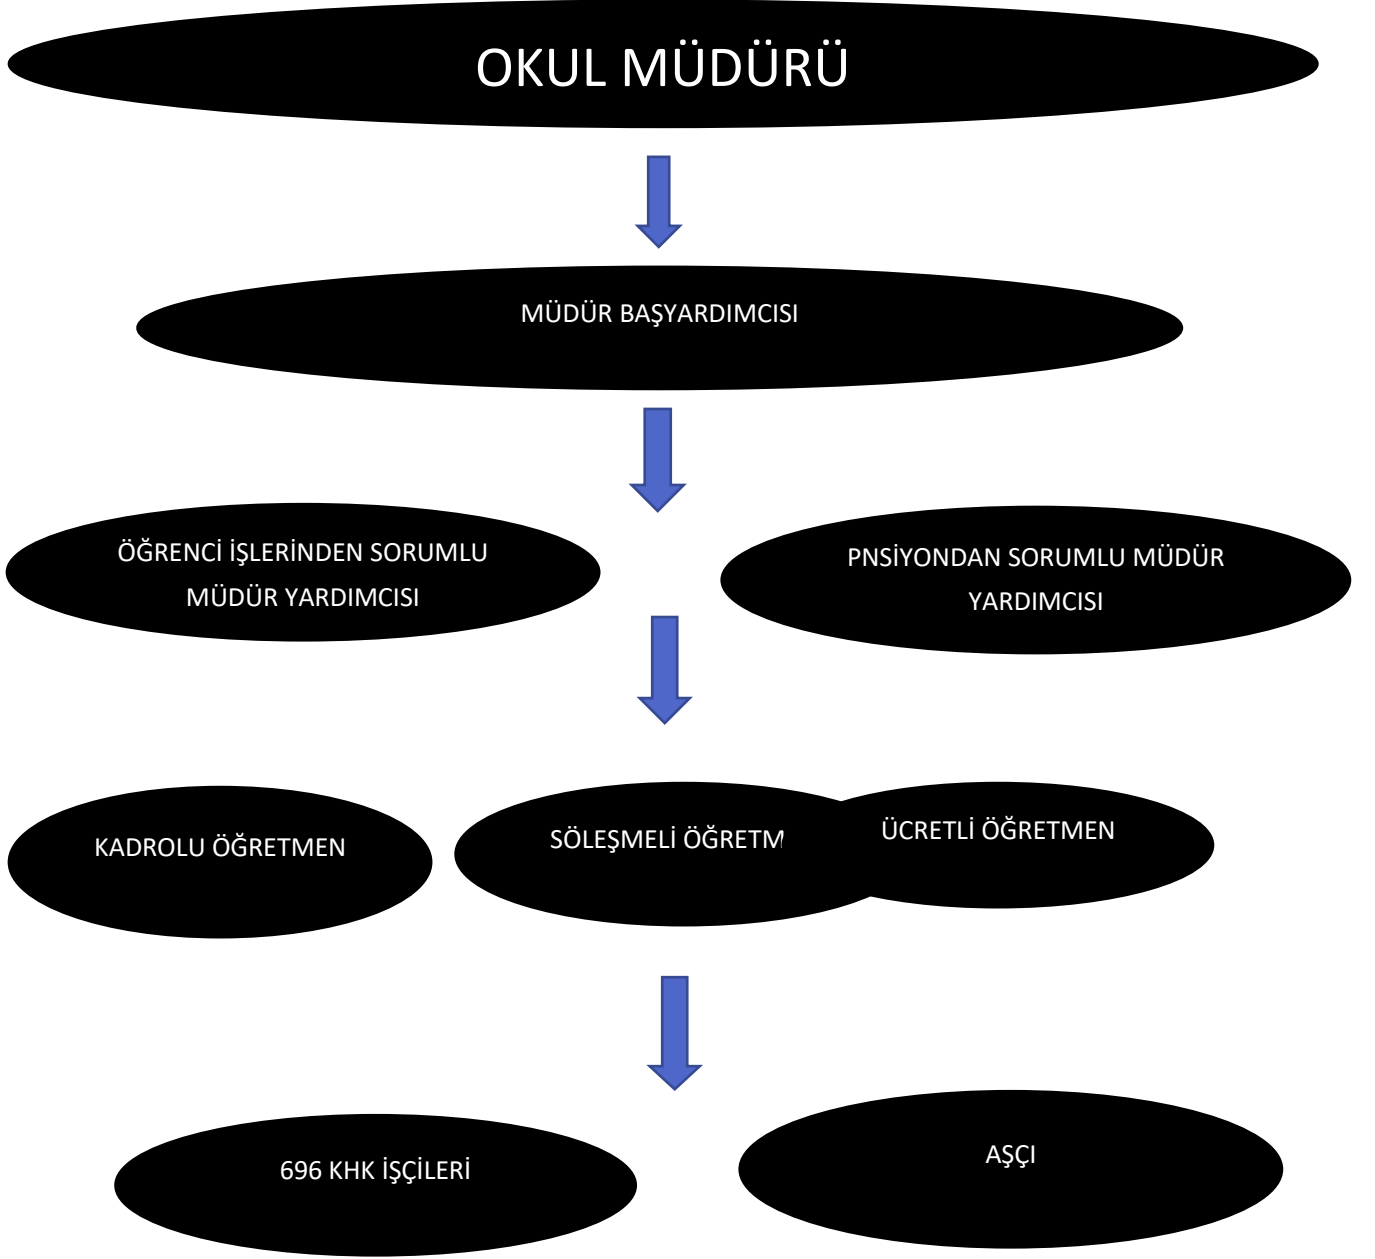 OKUL MÜDÜRÜ
MÜDÜR BAŞYARDIMCISI
ÖĞRENCİ İŞLERİNDEN SORUMLU
MÜDÜR YARDIMCISI
PNSİYONDAN SORUMLU MÜDÜR
YARDIMCISI
KADROLU ÖĞRETMEN
SÖLEŞMELİ ÖĞRETM
ÜCRETLİ ÖĞRETMEN
696 KHK İŞÇİLERİ
AŞÇI